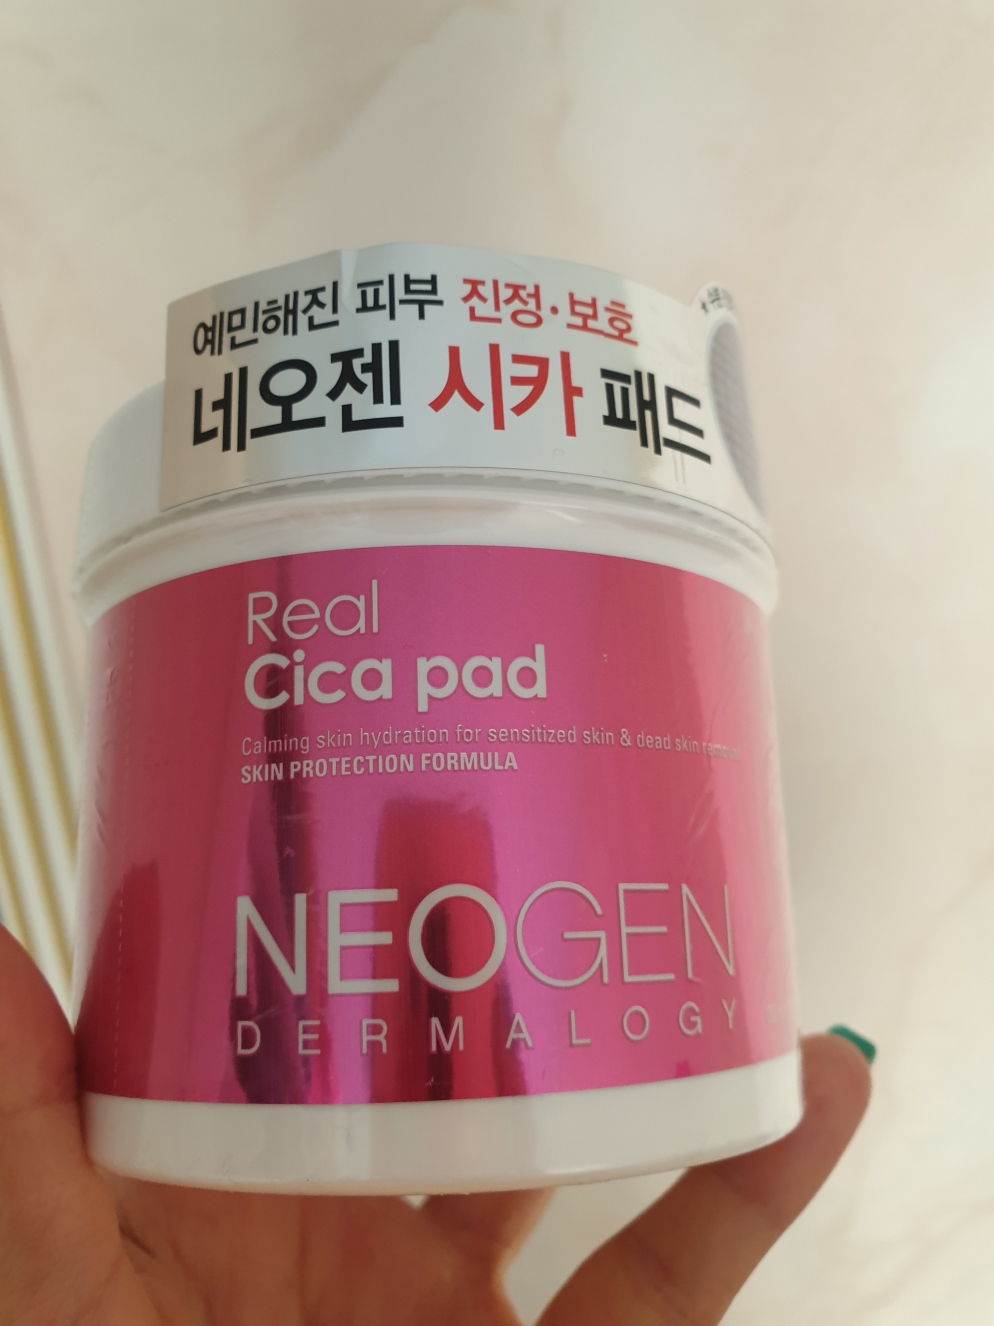 예민해진 피부 진정·보호
네오젠 시카 패드
Real
Cica pad
Calming skin hydration for sensitized skin & dead skin removal
SKIN PROTECTION FORMULA
NEOGEN
DERMALOGY